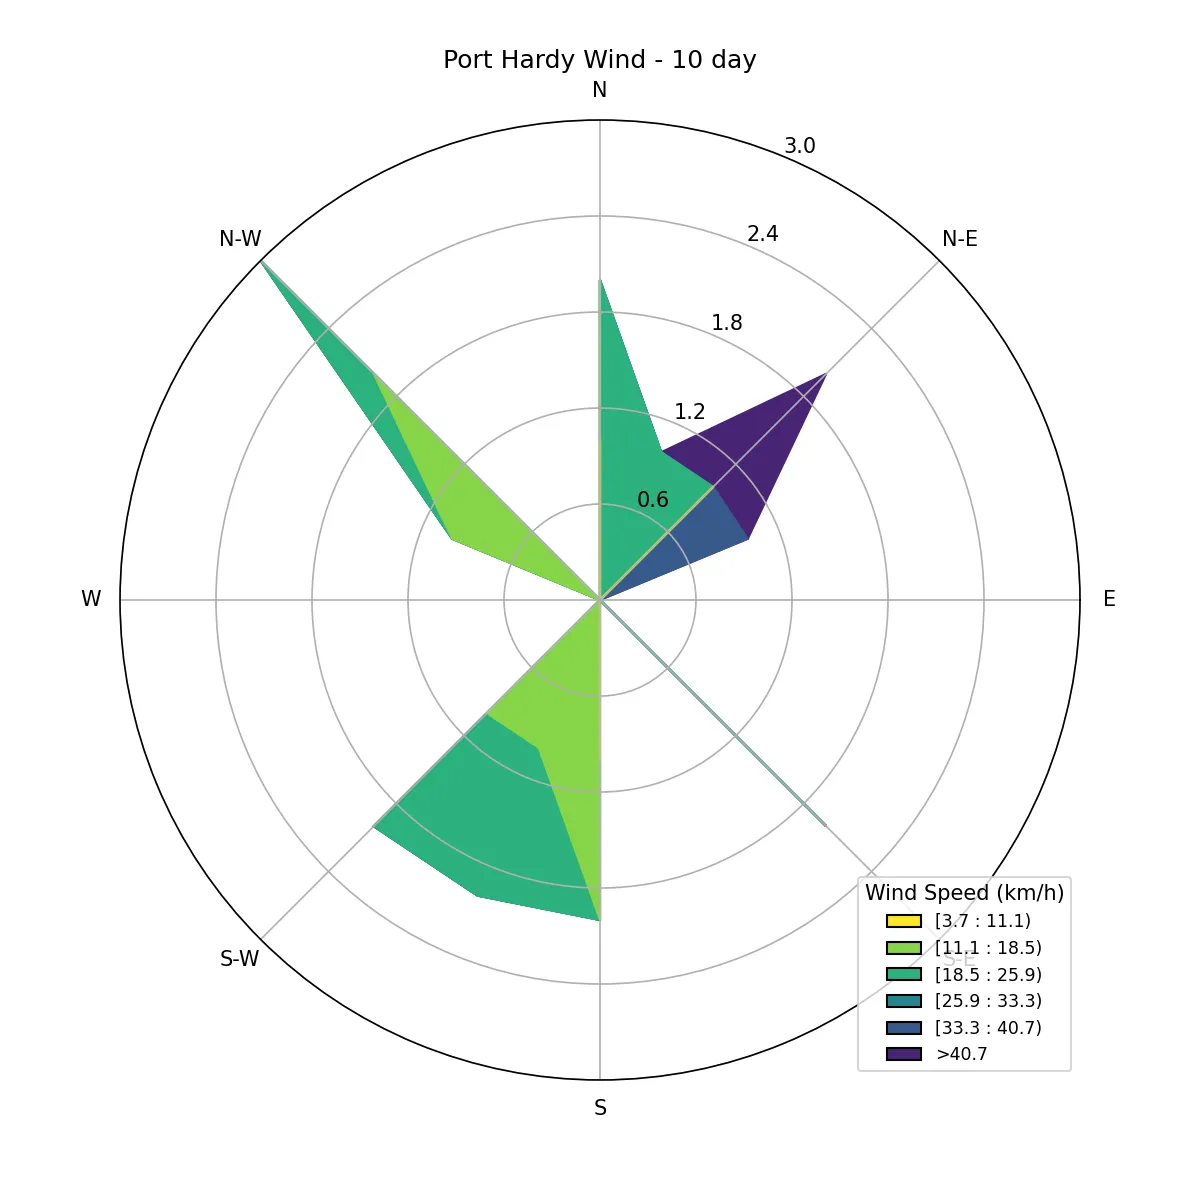 Port Hardy Wind - 10 day
N
3.0
N-W
N-E
2.4
1.8
1.2
0.6
W
E
Wind Speed (km/h)
[3.7 : 11.1)
[11.1 : 18.5)
S-W
S-E
[18.5 : 25.9)
[25.9 : 33.3)
[33.3 : 40.7)
>40.7
S